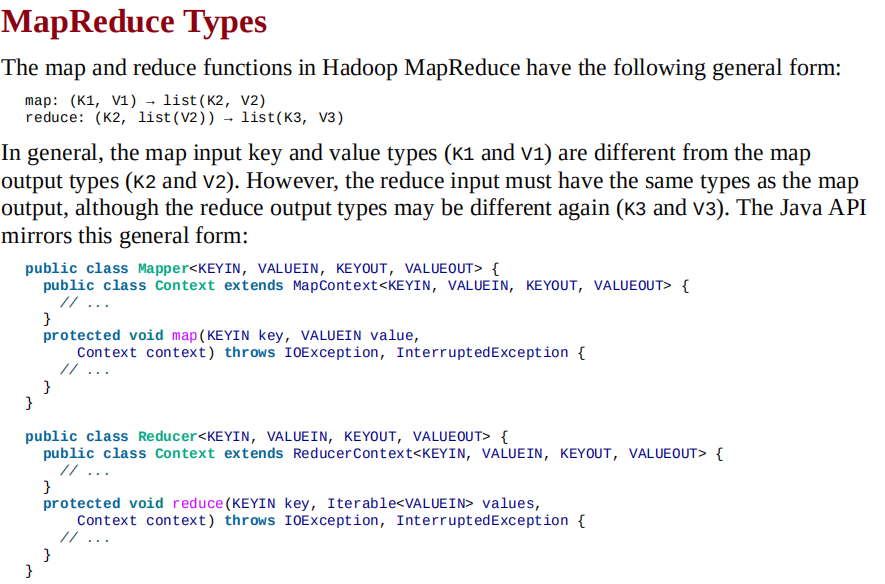 MapReduce Types
The map and reduce functions in Hadoop MapReduce have the following general form:
map: (K1, V1) → list(K2, V2)
reduce: (K2, list(V2)) → list(K3, V3)
In general, the map input key and value types (K1 and V1) are different from the map
output types (K2 and V2). However, the reduce input must have the same types as the map
output, although the reduce output types may be different again (K3 and V3). The Java API
mirrors this general form:
public class Mapper<KEYIN, VALUEIN, KEYOUT, VALUEOUT> {
  public class Context extends MapContext<KEYIN, VALUEIN, KEYOUT, VALUEOUT> {
    // ...
  }
  protected void map(KEYIN key, VALUEIN value,
      Context context) throws IOException, InterruptedException {
    // ...
  }
}
public class Reducer<KEYIN, VALUEIN, KEYOUT, VALUEOUT> {
  public class Context extends ReducerContext<KEYIN, VALUEIN, KEYOUT, VALUEOUT> {
    // ...
  }
  protected void reduce(KEYIN key, Iterable<VALUEIN> values,
      Context context) throws IOException, InterruptedException {
    // ...
  }
}